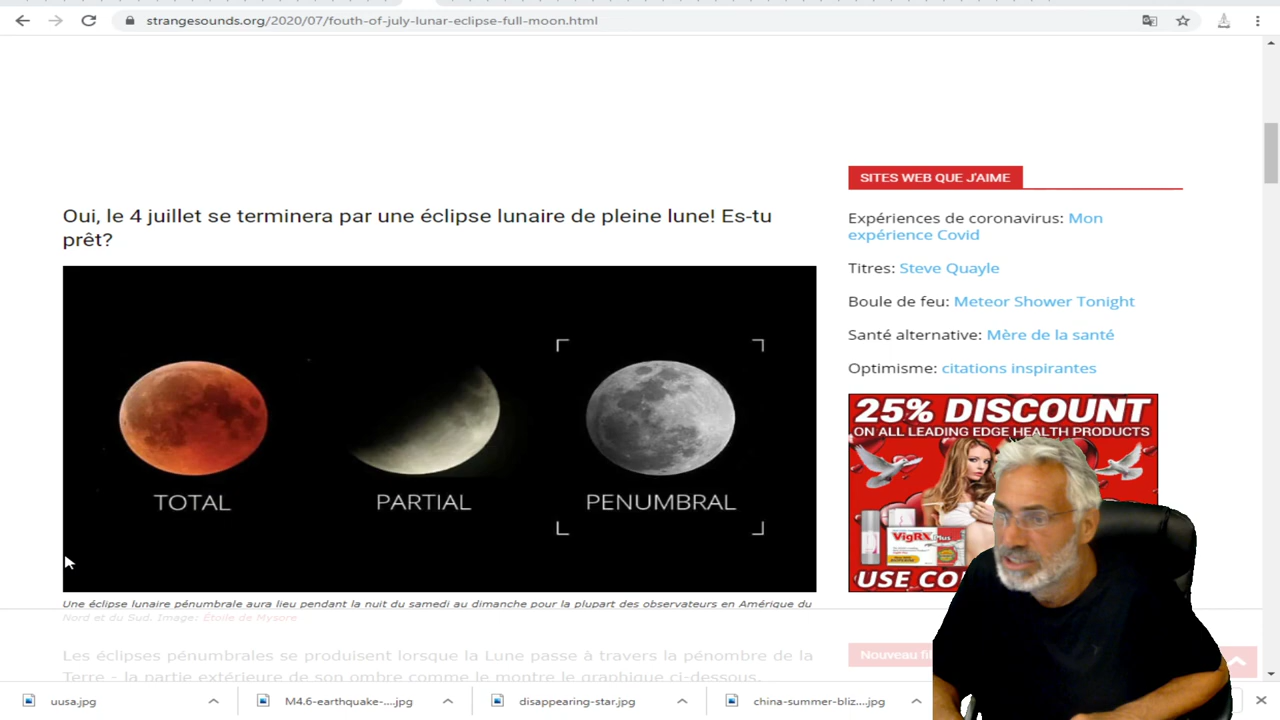 strangesounds.org/2020/07/fouth-of-july-lunar-eclipse-full-moon.html
SITES WEB QUE J'AIME
Oui, le 4 juillet se terminera par une éclipse lunaire de pleine lune! Es-tu
prêt?
Expériences de coronavirus: Mon
expérience Covid
Titres: Steve Quayle
Boule de feu: Meteor Shower Tonight
Santé alternative: Mère de la santé
Optimisme: citations inspirantes
TOTAL
PARTIAL
PENUMBRAL
25% DISCOUNT
ON ALL LEADING EDGE HEALTH PRODUCTS
VigRX Plus
USE
Une éclipse lunaire pénumbrale aura lieu pendant la nuit du samedi au dimanche pour la plupart des observateurs en Amérique du
Nord et du Sud. Image: Étoile de Mysore
Les éclipses pénumbrales se produisent lorsque la Lune passe à travers la pénombre de la
Terre - la partie extérieure de son ombre comme le montre le graphique ci-dessous.
Nouveau
uusa.jpg
M4.6-earthquake-....jpg
disappearing-star.jpg
china-summer-bliz....jpg